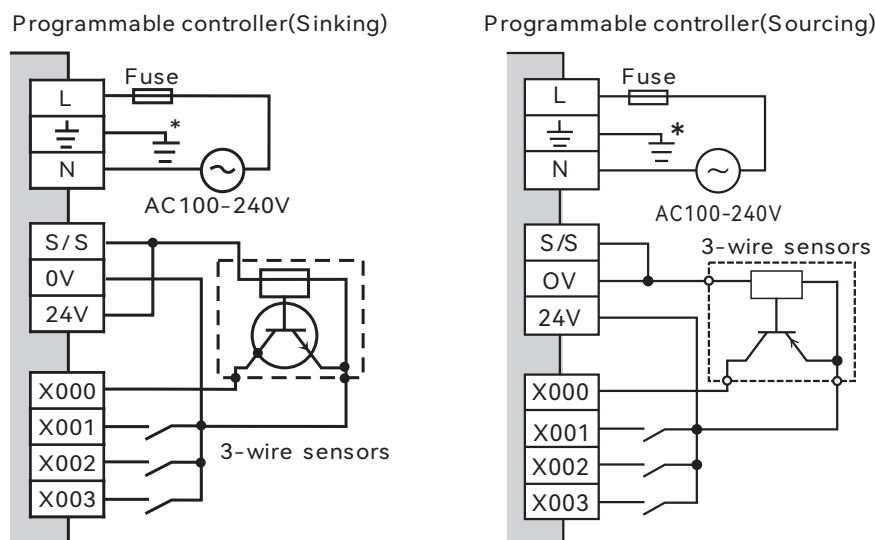 Programmable controller(Sinking)
Fuse
L
*
N
AC100-240V
S/S
0V
24V
X000
X001
X002
X003
3-wire sensors
Programmable controller(Sourcing)
Fuse
L
*
N
AC100-240V
S/S
3-wire sensors
OV
24V
X000
X001
X002
X003